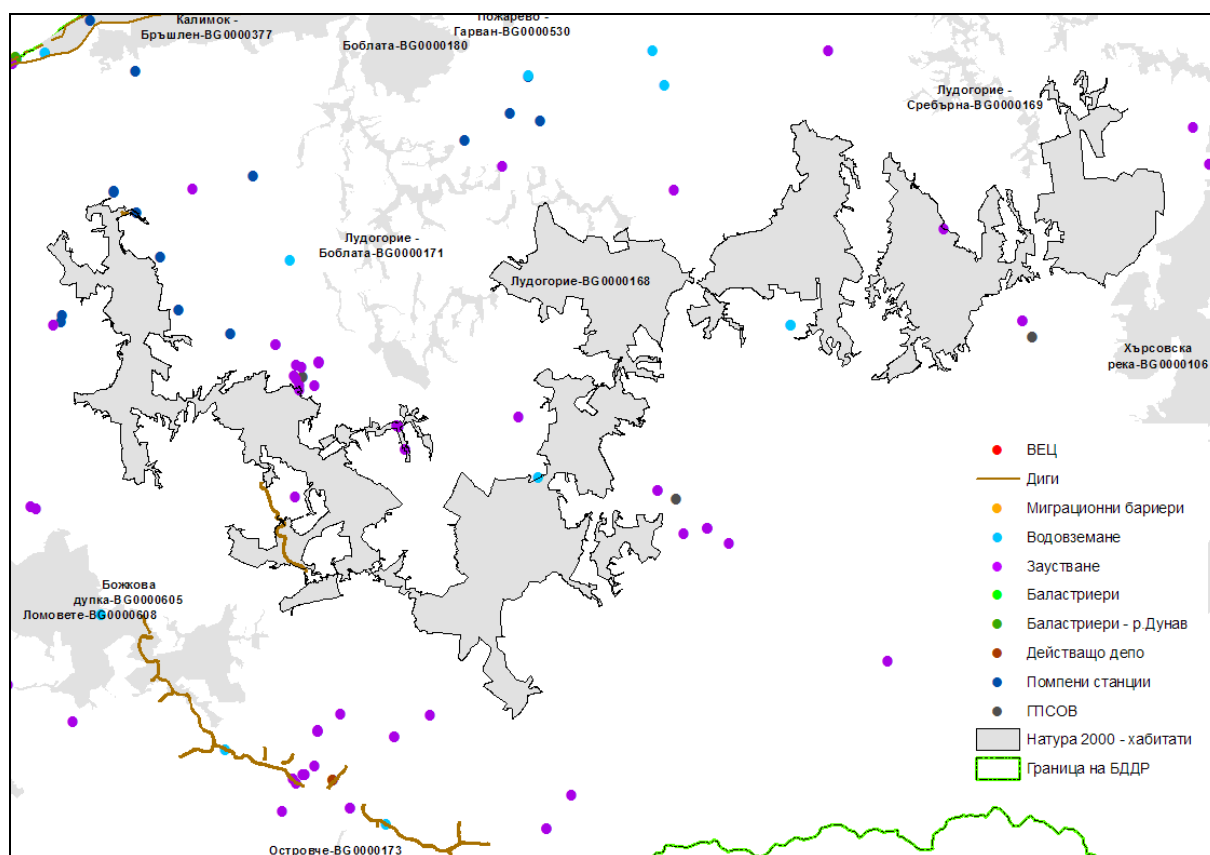 Калимок -
Бръшлен-BG0000377
Пожарево -
Гарван-BG0000530
Боблата-BG0000180
Лудогорие -
Сребърна-BG0000169
Лудогорие -
Боблата-BG0000171
Лудогорие-BG0000168
Хърсовска
река-BG0000106
Божкова
дупка-BG0000605
Ломовете-BG0000608
Островче-BG0000173
ВЕЦ
Диги
Миграционни бариери
Водовземане
Заустване
Баластриери
Баластриери - р.Дунав
Действащо депо
Помпени станции
ГПСОВ
Натура 2000 - хабитати
Граница на БДДР